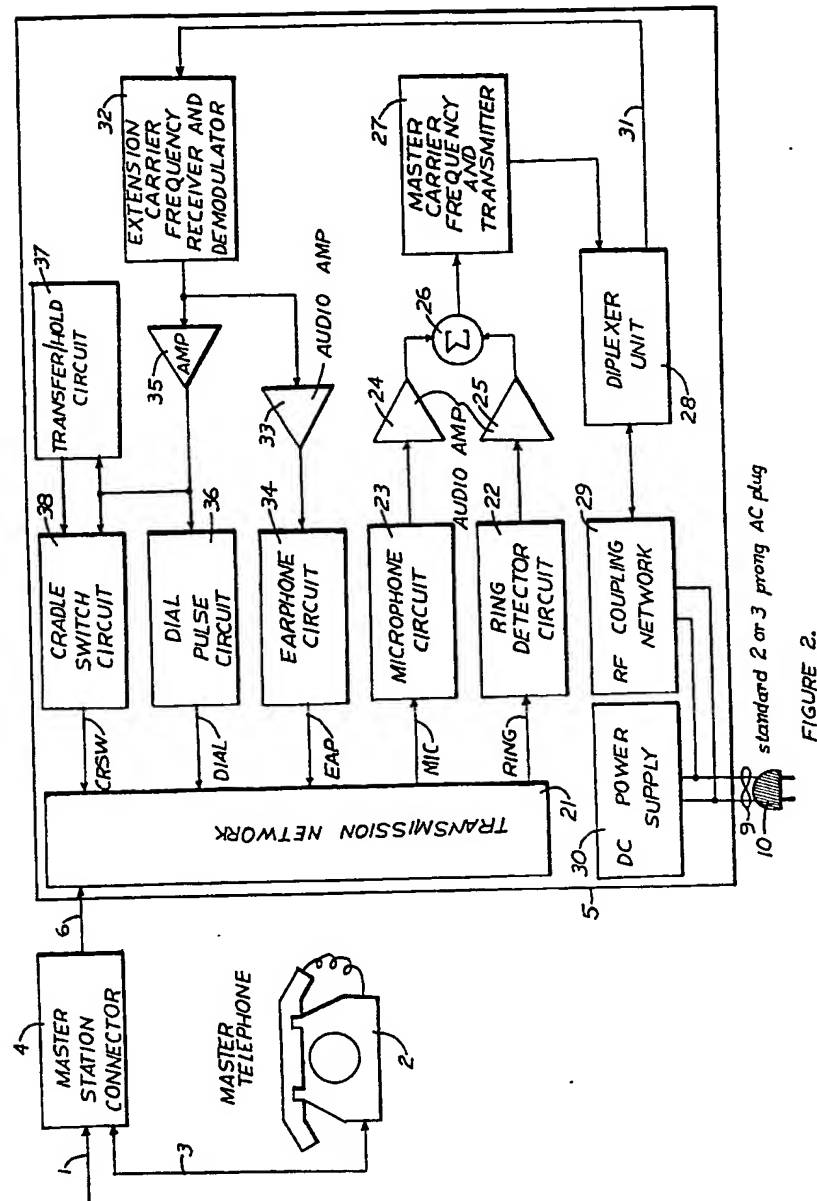 1
4
MASTER
STATION
CONNECTOR
6
3
MASTER
TELEPHONE
2
5
TRANSMISSION NETWORK
21
CRSW
DIAL
EAP
MIC
RING
38
CRADLE
SWITCH
CIRCUIT
DIAL
PULSE
CIRCUIT
36
34
EARPHONE
CIRCUIT
MICROPHONE
CIRCUIT
23
RING
DETECTOR
CIRCUIT
22
37
TRANSFER/HOLD
CIRCUIT
35
AMP
33
AUDIO AMP
24
AUDIO AMP
25
Σ
26
32
EXTENSION
CARRIER
FREQUENCY
RECEIVER AND
DEMODULATOR
27
MASTER
CARRIER
FREQUENCY
AND
TRANSMITTER
31
DIPLEXER
UNIT
28
29
RF COUPLING
NETWORK
30
DC POWER
SUPPLY
9
10
standard 2 or 3 prong AC plug
FIGURE 2.